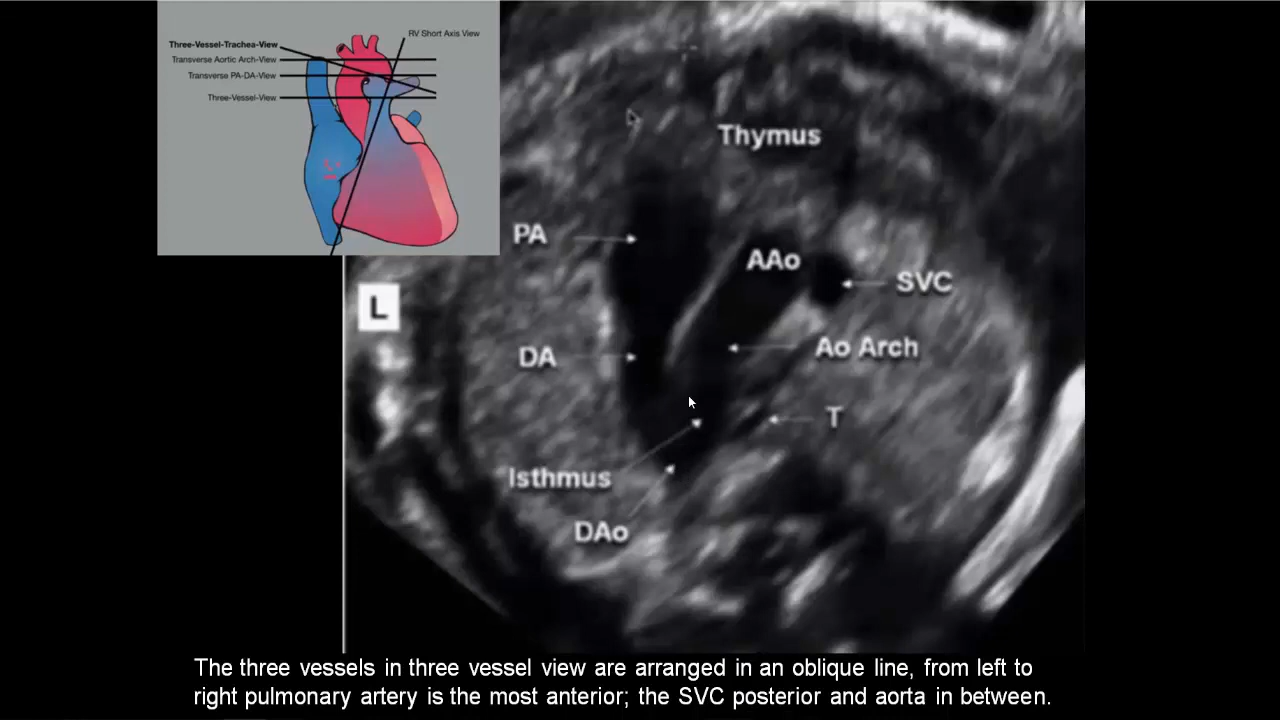 RV Short Axis View
Three-Vessel-Trachea-View
Transverse Aortic Arch-View
Transverse PA-DA-View
Three-Vessel-View
Thymus
PA
AAo
SVC
L
DA
Ao Arch
T
Isthmus
DAo
The three vessels in three vessel view are arranged in an oblique line, from left to
right pulmonary artery is the most anterior; the SVC posterior and aorta in between.